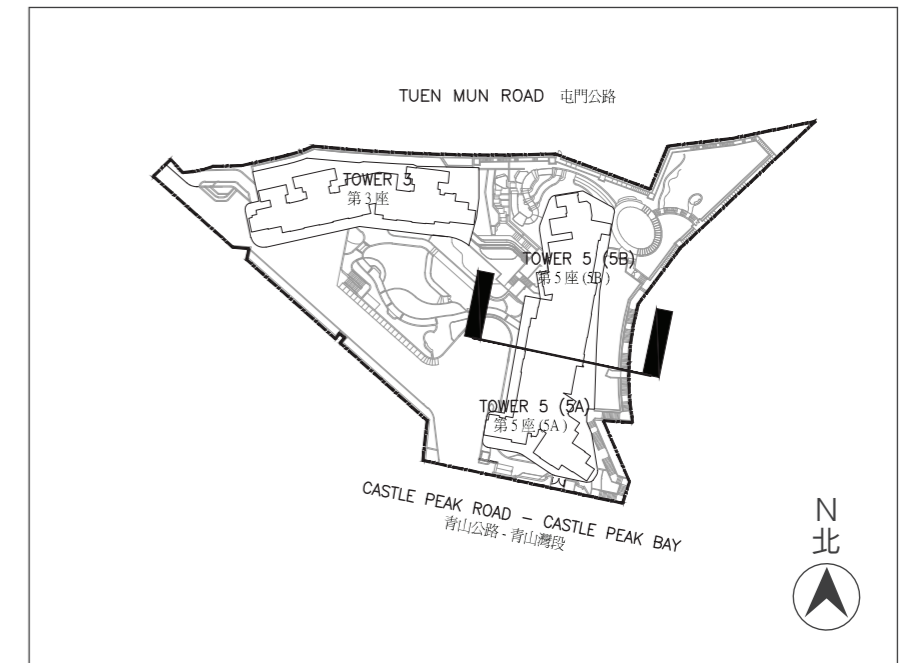 TUEN MUN ROAD 屯門公路
TOWER 3
第3座
TOWER 5 (5B)
第5座(5B)
TOWER 5 (5A)
第5座(5A)
CASTLE PEAK ROAD - CASTLE PEAK BAY
青山公路 - 青山灣段
N
北